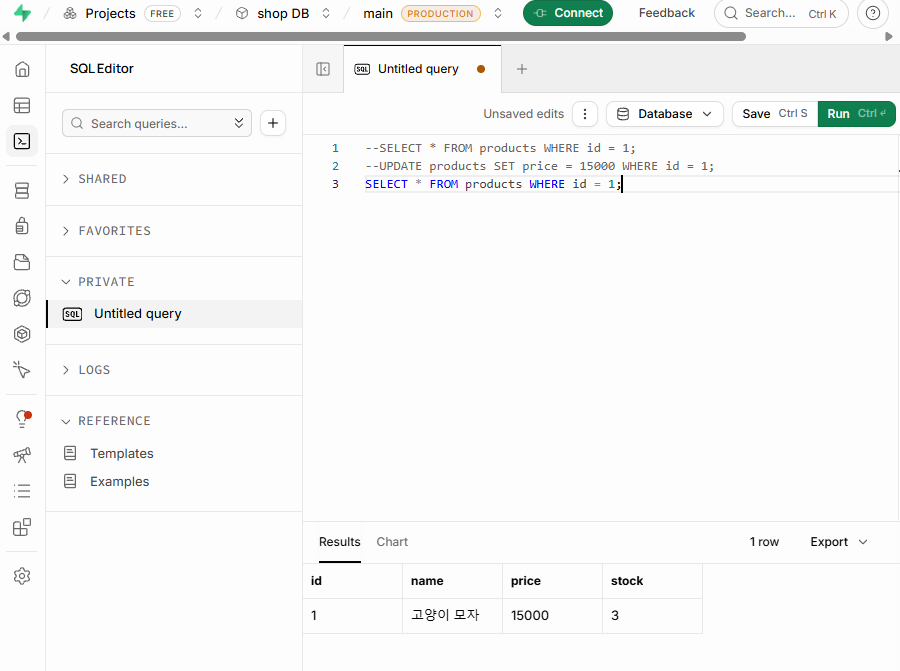 Projects FREE shop DB main PRODUCTION Connect Feedback Search... Ctrl K
SQL Editor
SQL Untitled query
Search queries...
Unsaved edits Database Save Ctrl S Run Ctrl ↵
SHARED
FAVORITES
PRIVATE
SQL Untitled query
LOGS
REFERENCE
Templates
Examples
1 --SELECT * FROM products WHERE id = 1;
2 --UPDATE products SET price = 15000 WHERE id = 1;
3 SELECT * FROM products WHERE id = 1;
Results Chart 1 row Export
id name price stock
1 고양이 모자 15000 3